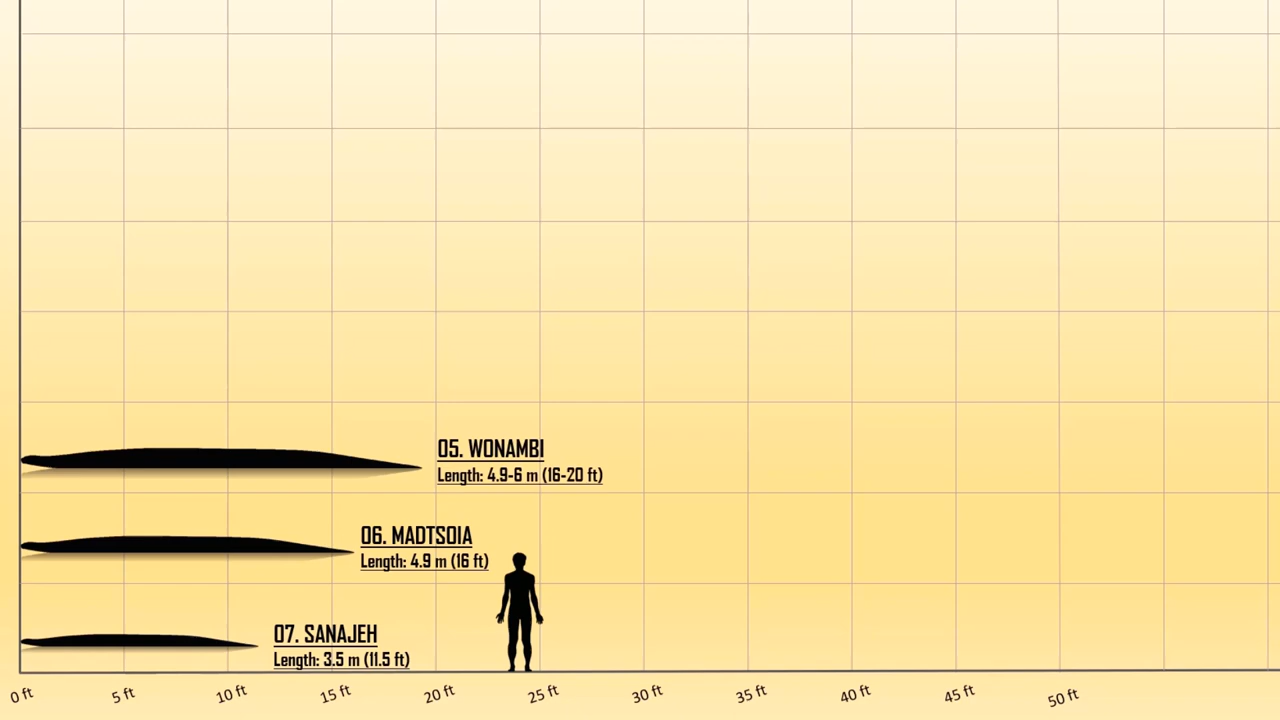 05. WONAMBI
Length: 4.9-6 m (16-20 ft)
06. MADTSOIA
Length: 4.9 m (16 ft)
07. SANAJEH
Length: 3.5 m (11.5 ft)
0 ft 5 ft 10 ft 15 ft 20 ft 25 ft 30 ft 35 ft 40 ft 45 ft 50 ft